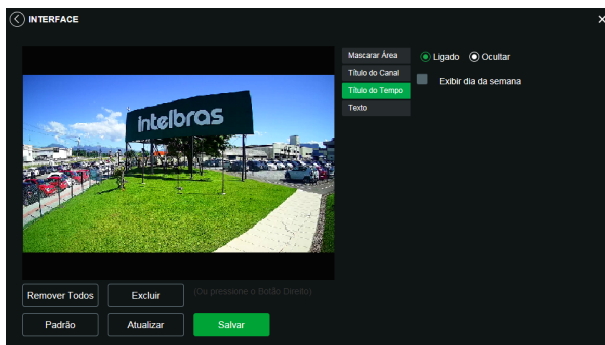 INTERFACE
intelbras
Mascarar Área
Título do Canal
Título do Tempo
Texto
Ligado Ocultar
Exibir dia da semana
Remover Todos Excluir (Ou pressione o Botão Direito)
Padrão Atualizar Salvar